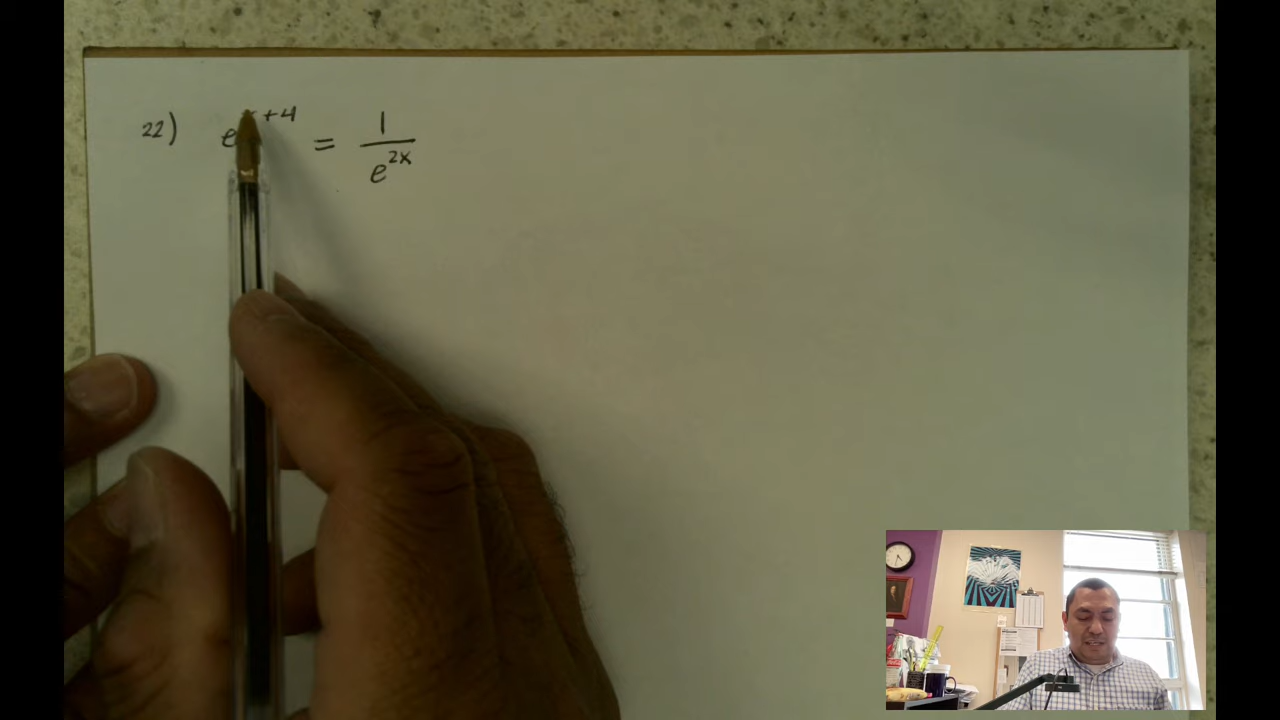 22) e + 4 = 1 / e^2x